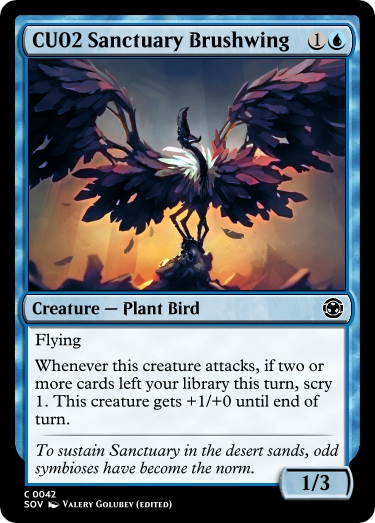 CU02 Sanctuary Brushwing 1
Creature — Plant Bird
Flying
Whenever this creature attacks, if two or
more cards left your library this turn, scry
1. This creature gets +1/+0 until end of
turn.
To sustain Sanctuary in the desert sands, odd
symbioses have become the norm.
1/3
C 0042
SOV VALERY GOLUBEV (EDITED)